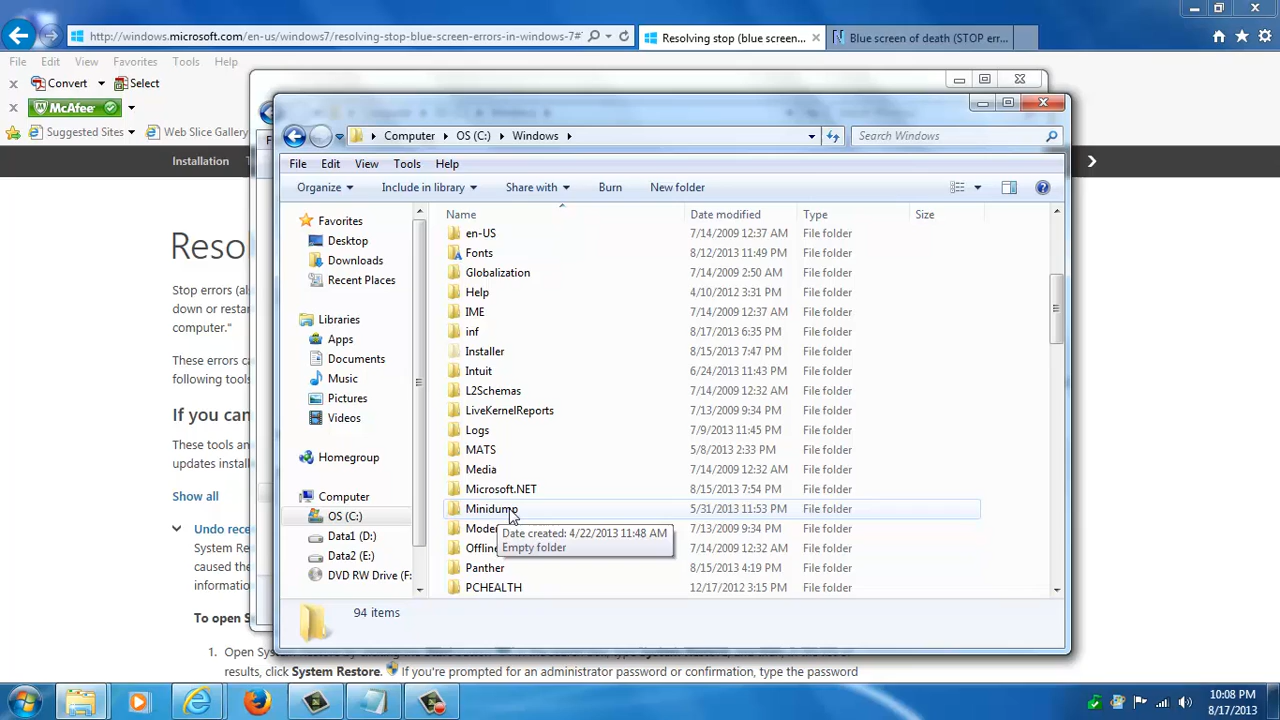 http://windows.microsoft.com/en-us/windows7/resolving-stop-blue-screen-errors-in-windows-7#
Resolving stop (blue screen...
Blue screen of death (STOP err...
File Edit View Favorites Tools Help
Convert Select
McAfee
Suggested Sites Web Slice Gallery
Installation
Computer OS (C:) Windows
Search Windows
File Edit View Tools Help
Organize Include in library Share with Burn New folder
Name Date modified Type Size
Favorites
Desktop
Downloads
Recent Places
Libraries
Apps
Documents
Music
Pictures
Videos
Homegroup
Computer
OS (C:)
Data1 (D:)
Data2 (E:)
DVD RW Drive (F:
en-US 7/14/2009 12:37 AM File folder
Fonts 8/12/2013 11:49 PM File folder
Globalization 7/14/2009 2:50 AM File folder
Help 4/10/2012 3:31 PM File folder
IME 7/14/2009 12:37 AM File folder
inf 8/17/2013 6:35 PM File folder
Installer 8/15/2013 7:47 PM File folder
Intuit 6/24/2013 11:43 PM File folder
L2Schemas 7/14/2009 12:32 AM File folder
LiveKernelReports 7/13/2009 9:34 PM File folder
Logs 7/9/2013 11:45 PM File folder
MATS 5/8/2013 2:33 PM File folder
Media 7/14/2009 12:32 AM File folder
Microsoft.NET 8/15/2013 7:54 PM File folder
Minidump 5/31/2013 11:53 PM File folder
Moder 7/13/2009 9:34 PM File folder
Offline 7/14/2009 12:32 AM File folder
Panther 8/15/2013 4:19 PM File folder
PCHEALTH 12/17/2012 3:15 PM File folder
Date created: 4/22/2013 11:48 AM
Empty folder
94 items
Reso
Stop errors (al
down or restar
computer."
These errors ca
following tools
If you can
These tools an
updates instal
Show all
Undo rece
System Re
caused the
informatio
To open S
1. Open System
results, click System Restore. If you're prompted for an administrator password or confirmation, type the password
10:08 PM
8/17/2013